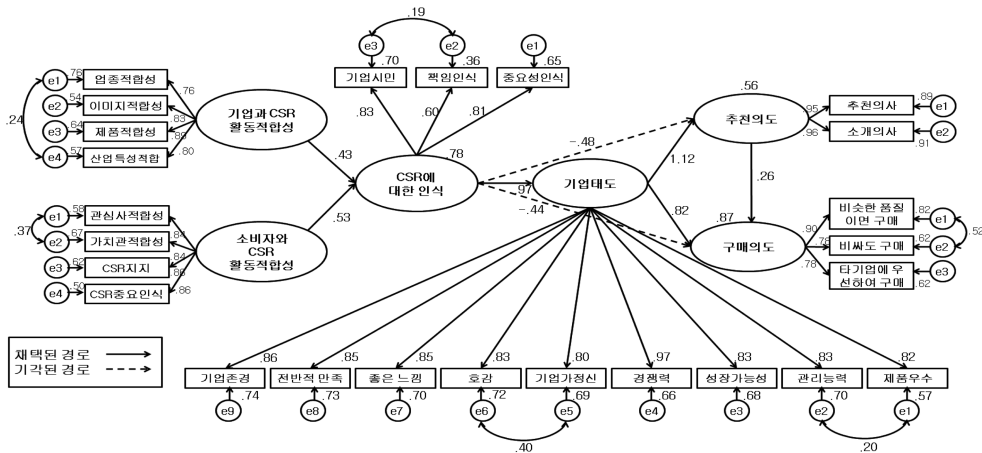 .19
e3
e2
e1
.70
.36
.65
기업시민
책임인식
중요성인식
.83
.60
.81
.24
e1
.76
업종적합성
.76
e2
.54
이미지적합성
.83
e3
.64
제품적합성
e4
.57
산업특성적합
.80
기업과 CSR
활동적합성
.43
.78
CSR에
대한 인식
.53
.37
e1
.58
관심사적합성
e2
.67
가치관적합성
.84
e3
.62
CSR지지
.84
e4
.50
CSR중요인식
.86
소비자와
CSR
활동적합성
-.48
.97
-.44
기업태도
1.12
.82
.56
추천의도
.95
.96
추천의사
.89
e1
소개의사
e2
.91
.26
.87
구매의도
.90
.78
비슷한 품질
이면 구매
.82
e1
비싸도 구매
.62
e2
.52
타기업에 우
선하여 구매
.62
e3
채택된 경로
기각된 경로
.86
.85
.85
.83
.80
.97
.83
.83
.82
기업존경
전반적 만족
좋은 느낌
호감
기업가정신
경쟁력
성장가능성
관리능력
제품우수
.74
.73
.70
.72
.69
.66
.68
.70
.57
e9
e8
e7
e6
e5
e4
e3
e2
e1
.40
.20